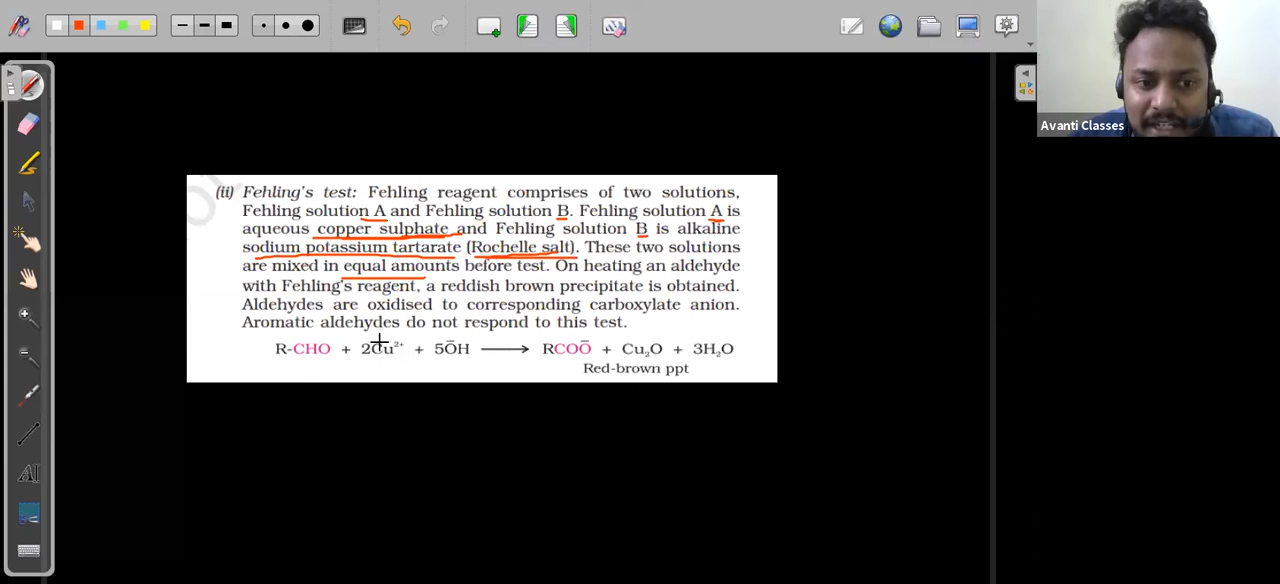 Avanti Classes
(ii) Fehling's test: Fehling reagent comprises of two solutions,
Fehling solution A and Fehling solution B. Fehling solution A is
aqueous copper sulphate and Fehling solution B is alkaline
sodium potassium tartarate (Rochelle salt). These two solutions
are mixed in equal amounts before test. On heating an aldehyde
with Fehling's reagent, a reddish brown precipitate is obtained.
Aldehydes are oxidised to corresponding carboxylate anion.
Aromatic aldehydes do not respond to this test.
R-CHO + 2Cu²⁺ + 5ŌH ⟶ RCOŌ + Cu₂O + 3H₂O
Red-brown ppt